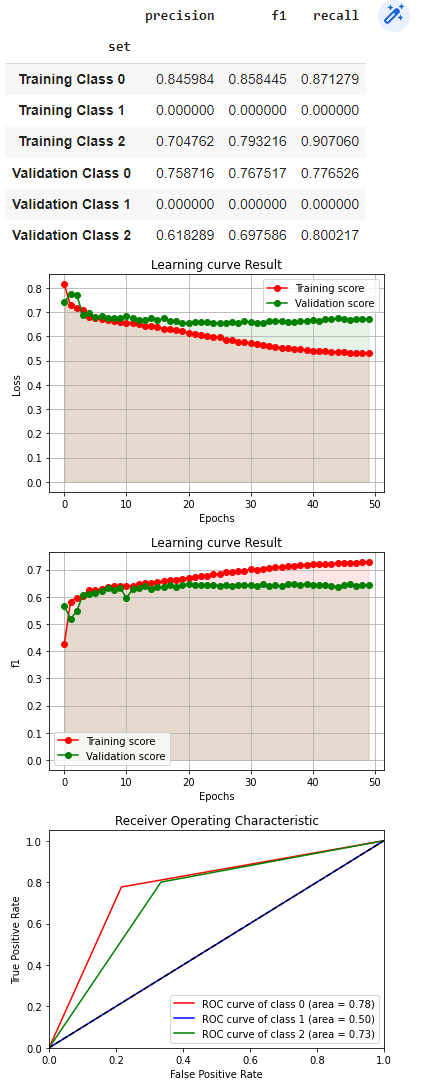 precision f1 recall
set
Training Class 0 0.845984 0.858445 0.871279
Training Class 1 0.000000 0.000000 0.000000
Training Class 2 0.704762 0.793216 0.907060
Validation Class 0 0.758716 0.767517 0.776526
Validation Class 1 0.000000 0.000000 0.000000
Validation Class 2 0.618289 0.697586 0.800217
Learning curve Result
Training score
Validation score
0.8
0.7
0.6
0.5
0.4
0.3
0.2
0.1
0.0
Loss
0 10 20 30 40 50
Epochs
Learning curve Result
0.7
0.6
0.5
0.4
0.3
0.2
0.1
0.0
f1
Training score
Validation score
0 10 20 30 40 50
Epochs
Receiver Operating Characteristic
1.0
0.8
0.6
0.4
0.2
0.0
True Positive Rate
ROC curve of class 0 (area = 0.78)
ROC curve of class 1 (area = 0.50)
ROC curve of class 2 (area = 0.73)
0.0 0.2 0.4 0.6 0.8 1.0
False Positive Rate